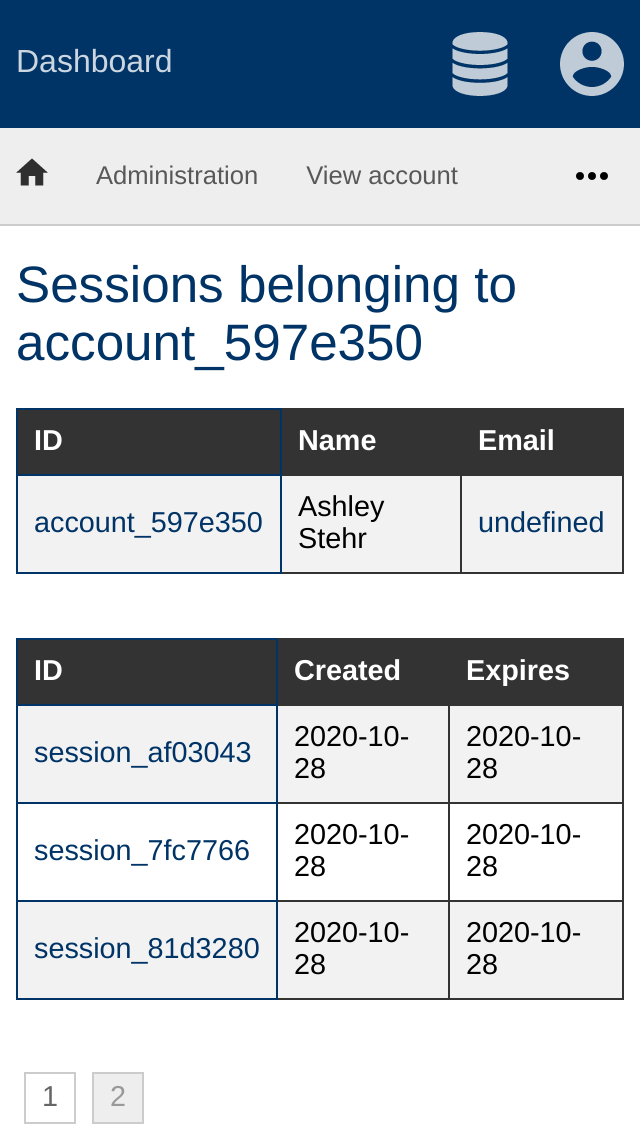 Dashboard
Administration View account
Sessions belonging to
account_597e350
ID Name Email
account_597e350 Ashley Stehr undefined
ID Created Expires
session_af03043 2020-10-28 2020-10-28
session_7fc7766 2020-10-28 2020-10-28
session_81d3280 2020-10-28 2020-10-28
1 2